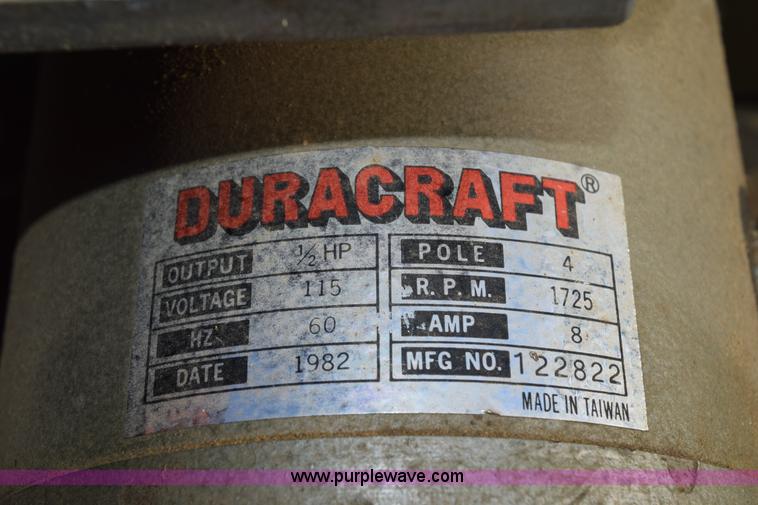 DURACRAFT®
OUTPUT ½ HP POLE 4
VOLTAGE 115 R.P.M. 1725
HZ 60 AMP 8
DATE 1982 MFG NO. 122822
MADE IN TAIWAN
www.purplewave.com